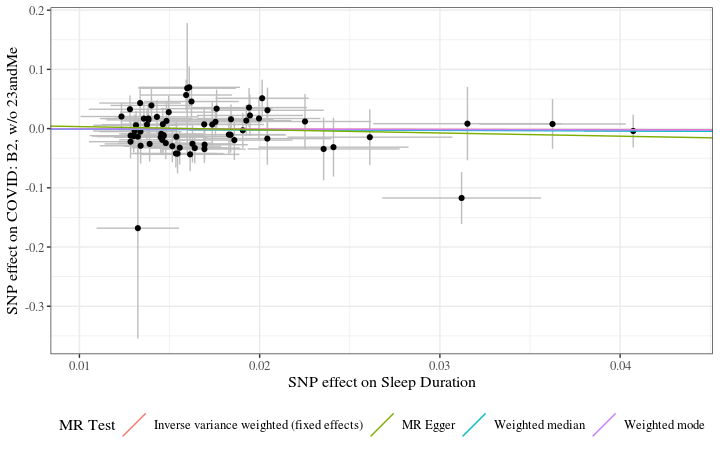 SNP effect on COVID: B2, w/o 23andMe
0.2
0.1
0.0
-0.1
-0.2
-0.3
0.01
0.02
0.03
0.04
SNP effect on Sleep Duration
MR Test
Inverse variance weighted (fixed effects)
MR Egger
Weighted median
Weighted mode